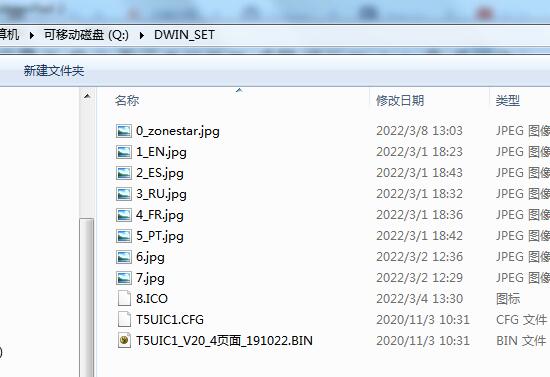 算机 ▸ 可移动磁盘 (Q:) ▸ DWIN_SET
新建文件夹
名称 修改日期 类型
0_zonestar.jpg 2022/3/8 13:03 JPEG 图像
1_EN.jpg 2022/3/1 18:23 JPEG 图像
2_ES.jpg 2022/3/1 18:43 JPEG 图像
3_RU.jpg 2022/3/1 18:32 JPEG 图像
4_FR.jpg 2022/3/1 18:36 JPEG 图像
5_PT.jpg 2022/3/1 18:42 JPEG 图像
6.jpg 2022/3/2 12:36 JPEG 图像
7.jpg 2022/3/2 12:29 JPEG 图像
8.ICO 2022/3/4 13:30 图标
T5UIC1.CFG 2020/11/3 10:31 CFG 文件
T5UIC1_V20_4页面_191022.BIN 2020/11/3 10:31 BIN 文件
)